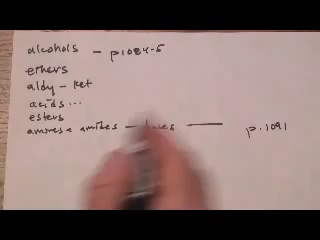 alcohols — p1084-5
ethers
aldy - ket
acids...
esters
amines + amides — — p.1091